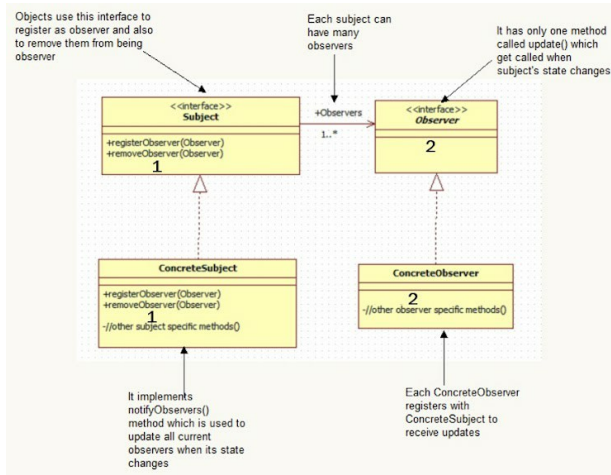 Objects use this interface to
register as observer and also
to remove them from being
observer
Each subject can
have many
observers
It has only one method
called update() which
get called when
subject's state changes
<<interface>>
Subject
+registerObserver(Observer)
+removeObserver(Observer)
1
+Observers
1..*
<<interface>>
Observer
2
ConcreteSubject
+registerObserver(Observer)
+removeObserver(Observer)
1
-//other subject specific methods()
ConcreteObserver
2
-//other observer specific methods()
It implements
notifyObservers()
method which is used to
update all current
observers when its state
changes
Each ConcreteObserver
registers with
ConcreteSubject to
receive updates